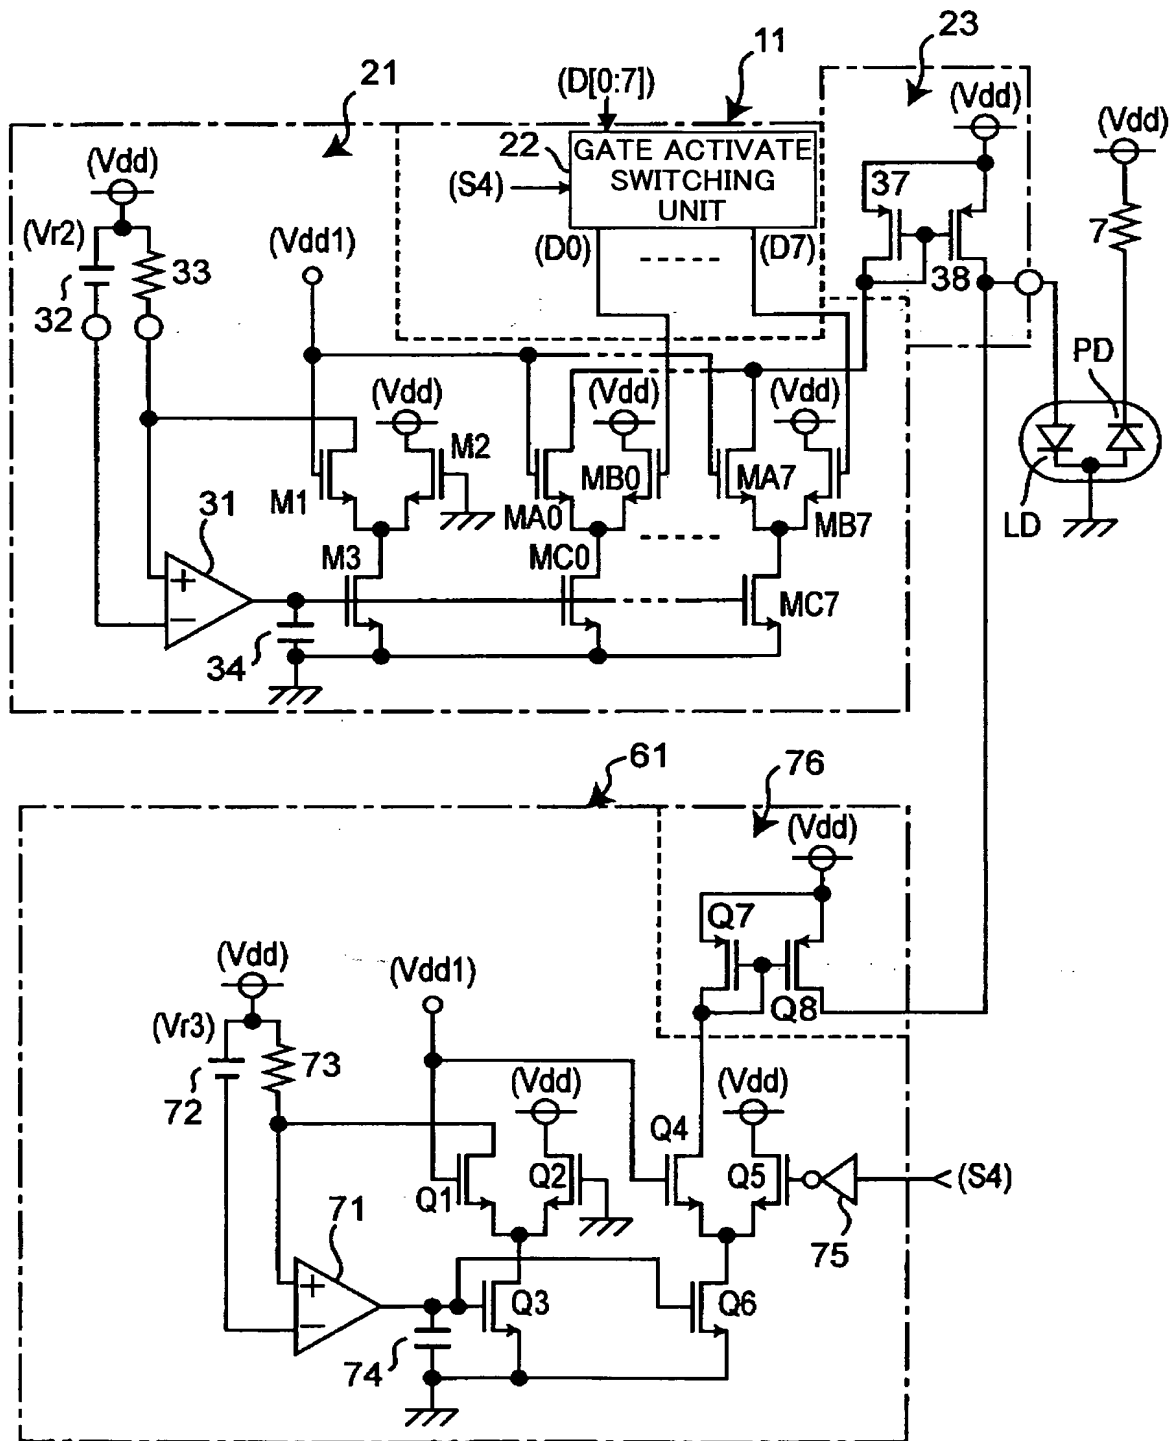 23
11
21
(D[0:7])
(Vdd)
(Vdd)
(Vdd)
22
GATE ACTIVATE
SWITCHING
UNIT
(S4)
37
(Vr2)
(Vdd1)
(D0)
(D7)
7
33
32
38
PD
(Vdd)
(Vdd)
(Vdd)
M2
M1
MB0
MA7
MA0
MB7
LD
31
M3
MC0
MC7
+
−
34
61
76
(Vdd)
Q7
(Vdd)
(Vdd1)
Q8
(Vr3)
73
72
(Vdd)
(Vdd)
Q4
Q1
Q2
Q5
(S4)
75
71
+
−
Q3
Q6
74